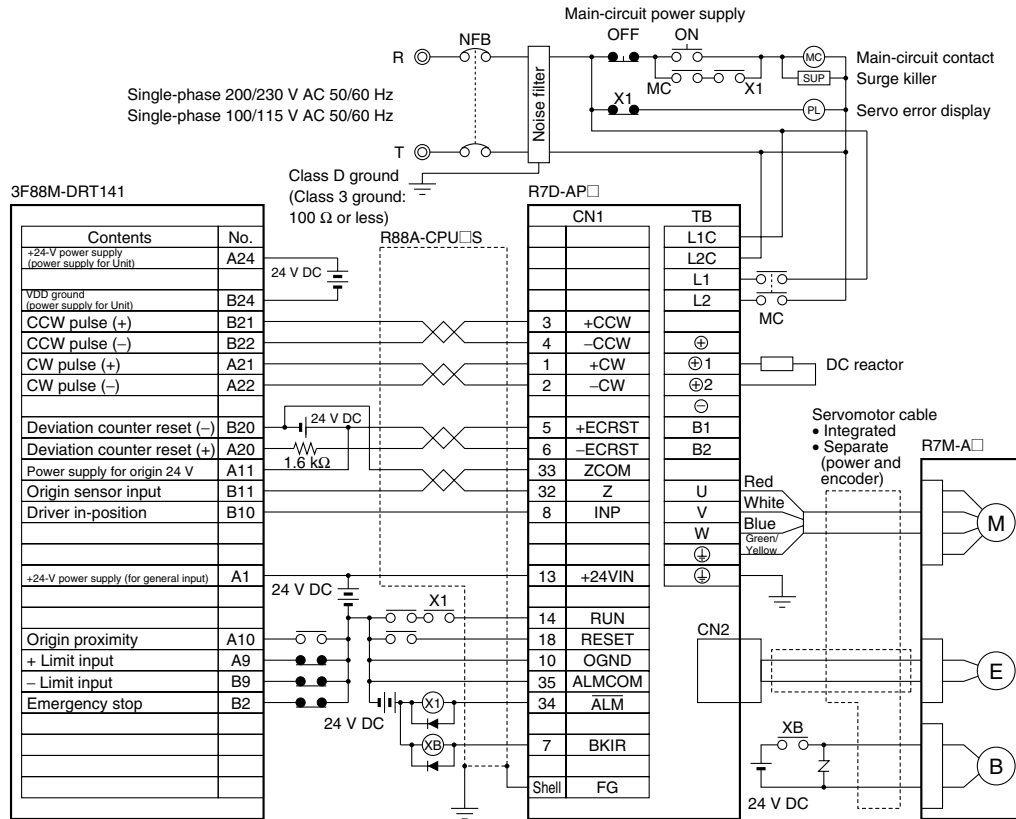 Main-circuit power supply
OFF ON
NFB
R
MC
Main-circuit contact
SUP
Surge killer
MC X1
X1
PL
Servo error display
Noise filter
Single-phase 200/230 V AC 50/60 Hz
Single-phase 100/115 V AC 50/60 Hz
T
Class D ground
(Class 3 ground:
100 Ω or less)
3F88M-DRT141
R88A-CPU□S
R7D-AP□
Contents No.
+24-V power supply
(power supply for Unit) A24
VDD ground
(power supply for Unit) B24
CCW pulse (+) B21
CCW pulse (−) B22
CW pulse (+) A21
CW pulse (−) A22
Deviation counter reset (−) B20
Deviation counter reset (+) A20
Power supply for origin 24 V A11
Origin sensor input B11
Driver in-position B10
+24-V power supply (for general input) A1
Origin proximity A10
+ Limit input A9
− Limit input B9
Emergency stop B2
24 V DC
24 V DC
1.6 kΩ
24 V DC
X1
24 V DC
X1
XB
CN1
3 +CCW
4 −CCW
1 +CW
2 −CW
5 +ECRST
6 −ECRST
33 ZCOM
32 Z
8 INP
13 +24VIN
14 RUN
18 RESET
10 OGND
35 ALMCOM
34 ALM
7 BKIR
Shell FG
TB
L1C
L2C
L1
L2
⊕
⊕1
⊕2
⊖
B1
B2
U
V
W
CN2
MC
DC reactor
Servomotor cable
• Integrated
• Separate
(power and
encoder)
R7M-A□
Red
White
Blue
Green/
Yellow
M
E
XB
B
24 V DC